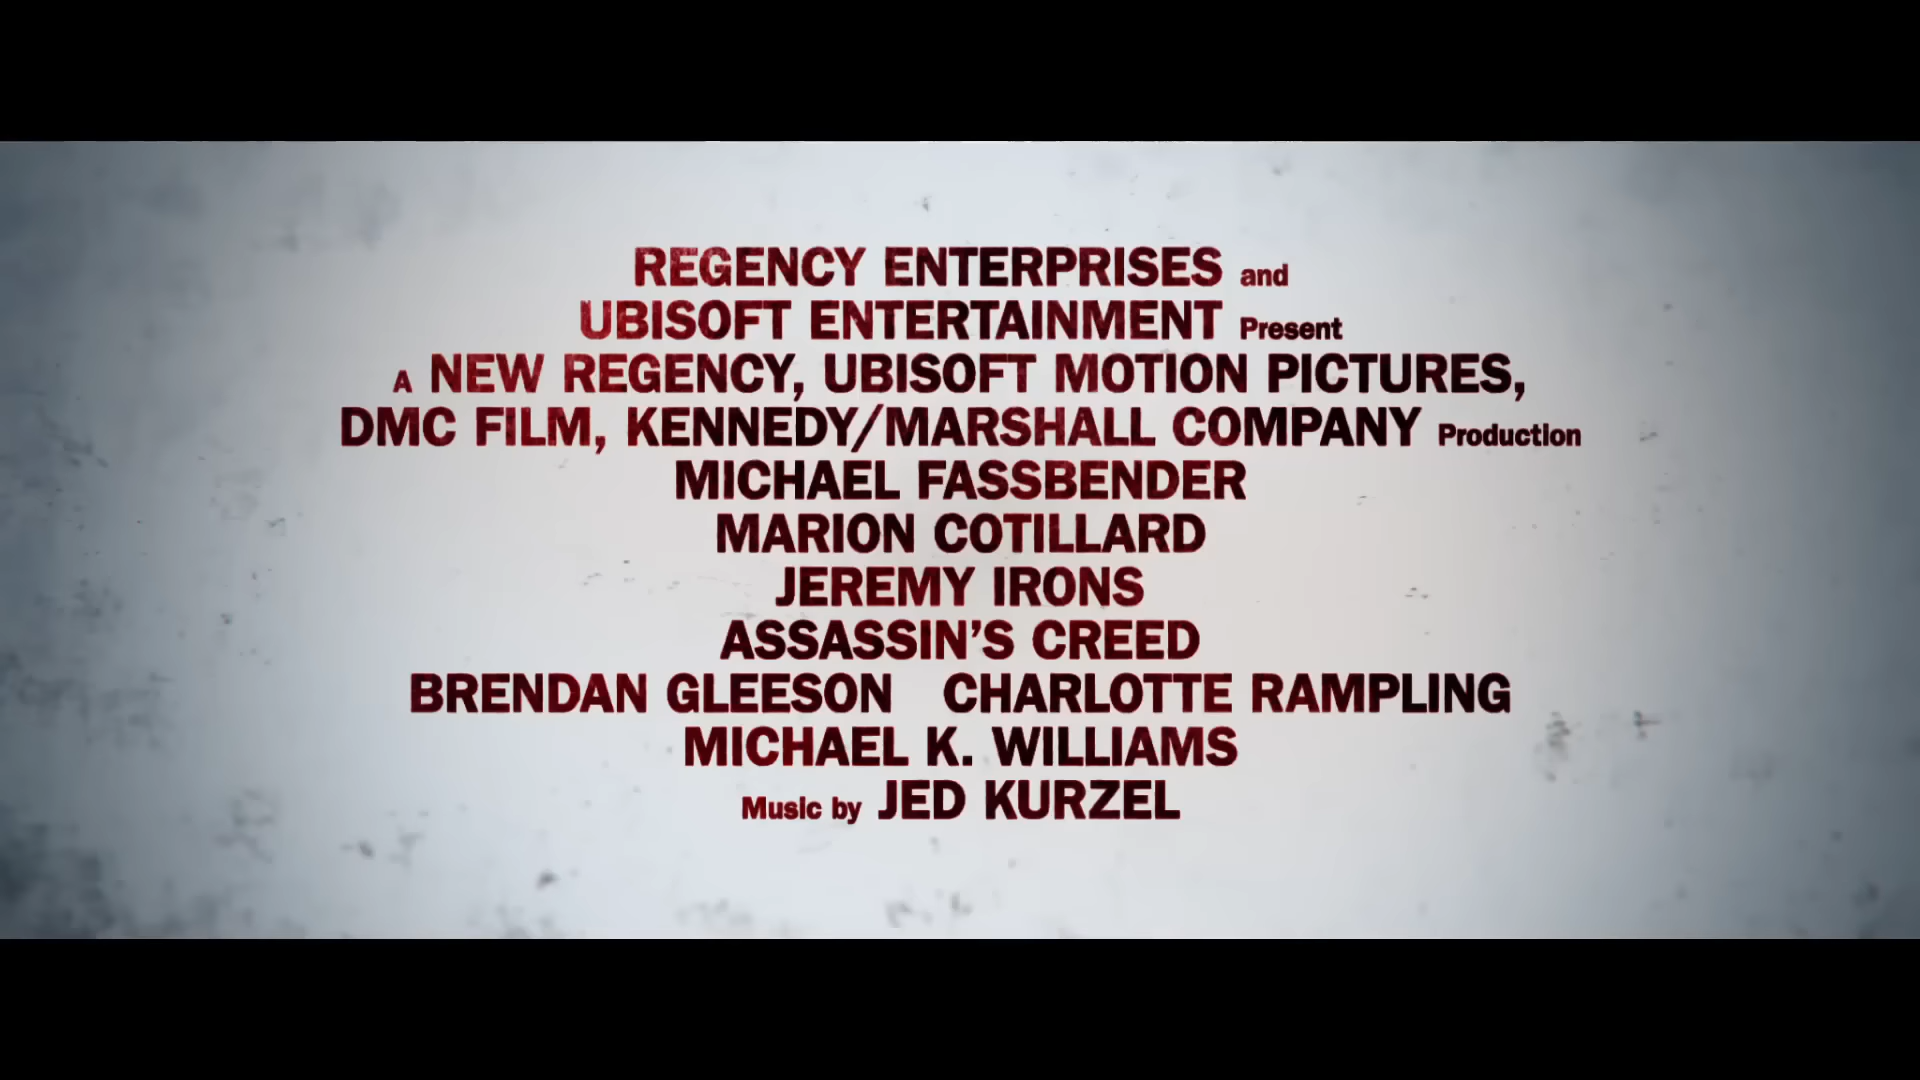 REGENCY ENTERPRISES and
UBISOFT ENTERTAINMENT Present
A NEW REGENCY, UBISOFT MOTION PICTURES,
DMC FILM, KENNEDY/MARSHALL COMPANY Production
MICHAEL FASSBENDER
MARION COTILLARD
JEREMY IRONS
ASSASSIN’S CREED
BRENDAN GLEESON CHARLOTTE RAMPLING
MICHAEL K. WILLIAMS
Music by JED KURZEL